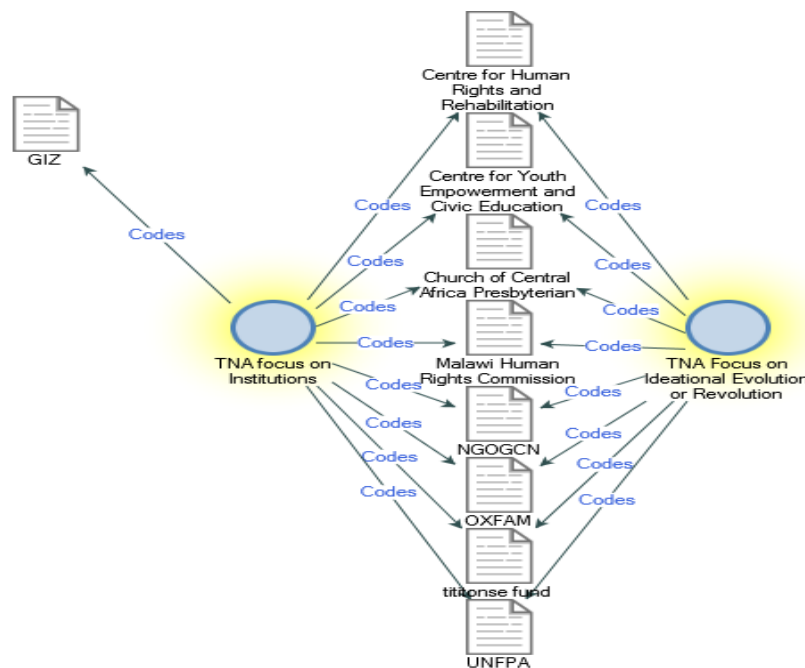 Centre for Human
Rights and
Rehabilitation
GIZ
Centre for Youth
Empowerment and
Civic Education
Codes
Codes
Codes
Codes
Codes
Codes
Church of Central
Africa Presbyterian
Codes
Codes
Codes
Codes
TNA focus on
Institutions
Malawi Human
Rights Commission
TNA Focus on
Ideational Evolution
or Revolution
Codes
Codes
NGOGCN
Codes
Codes
Codes
Codes
OXFAM
Codes
Codes
tititonse fund
UNFPA